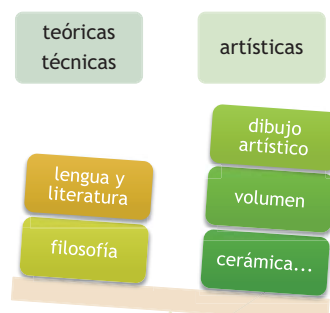 teóricas
técnicas
artísticas
dibujo
artístico
lengua y
literatura
volumen
filosofía
cerámica...